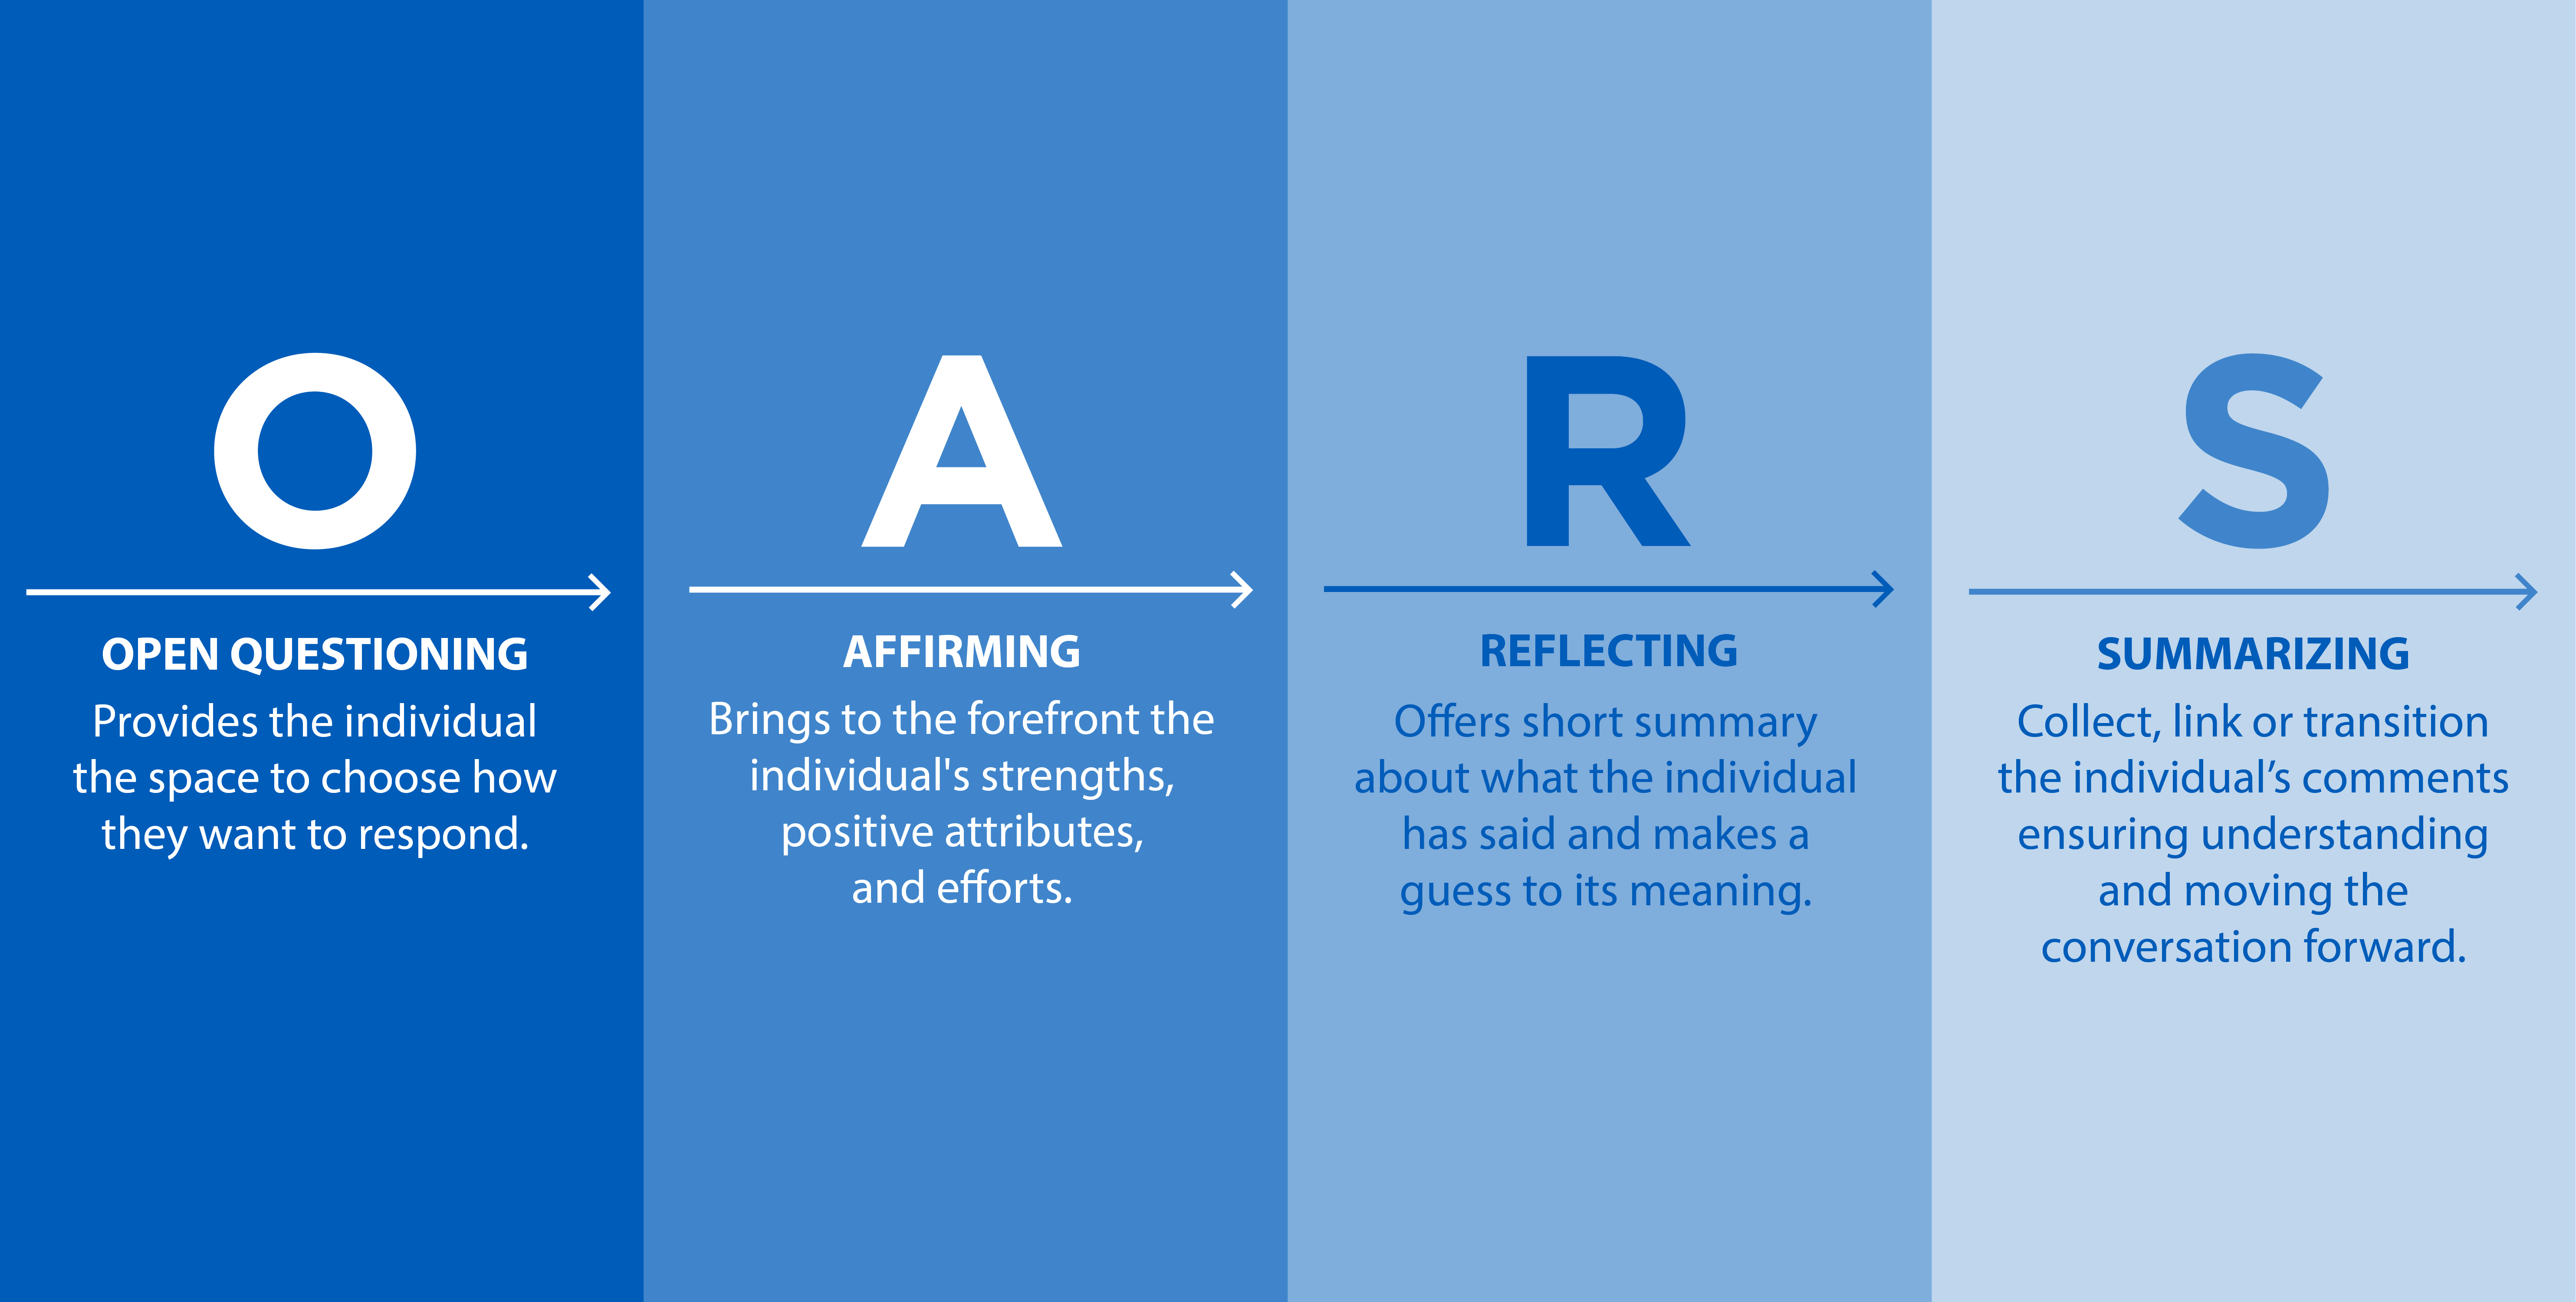 O
OPEN QUESTIONING
Provides the individual
the space to choose how
they want to respond.
A
AFFIRMING
Brings to the forefront the
individual's strengths,
positive attributes,
and efforts.
R
REFLECTING
Offers short summary
about what the individual
has said and makes a
guess to its meaning.
S
SUMMARIZING
Collect, link or transition
the individual’s comments
ensuring understanding
and moving the
conversation forward.